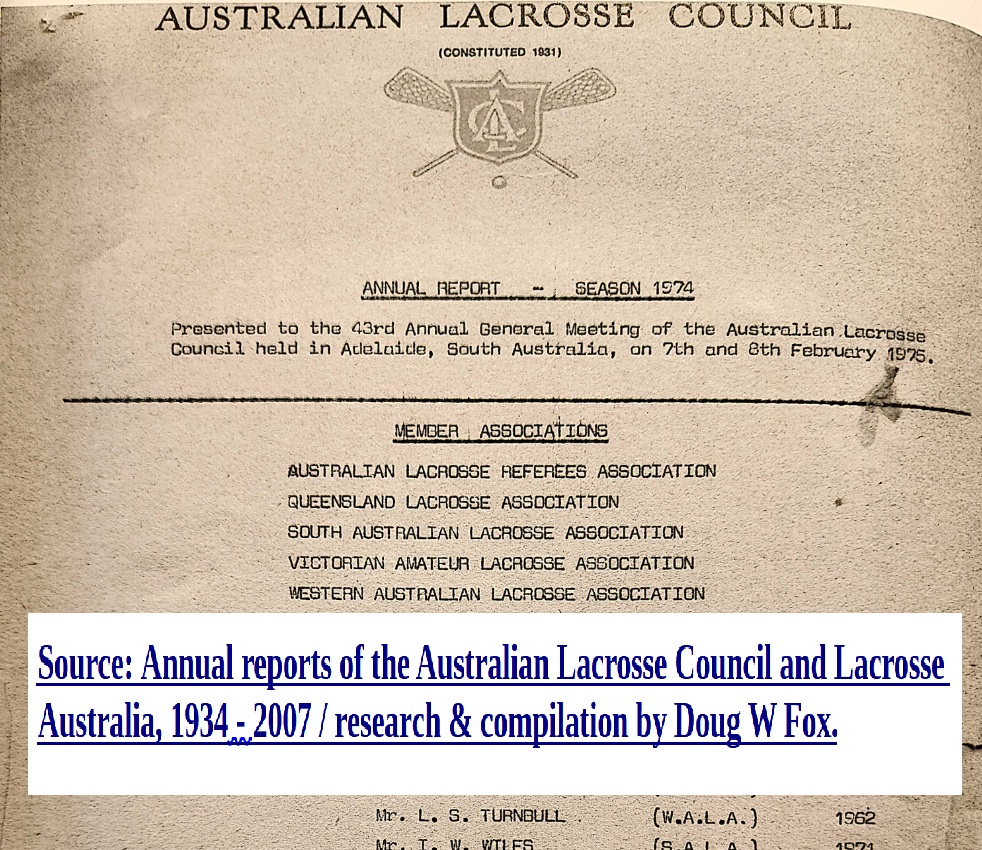 AUSTRALIAN LACROSSE COUNCIL
(CONSTITUTED 1931)
ALC
ANNUAL REPORT -- SEASON 1974
Presented to the 43rd Annual General Meeting of the Australian Lacrosse
Council held in Adelaide, South Australia, on 7th and 8th February 1975.
MEMBER ASSOCIATIONS
AUSTRALIAN LACROSSE REFEREES ASSOCIATION
QUEENSLAND LACROSSE ASSOCIATION
SOUTH AUSTRALIAN LACROSSE ASSOCIATION
VICTORIAN AMATEUR LACROSSE ASSOCIATION
WESTERN AUSTRALIAN LACROSSE ASSOCIATION
Source: Annual reports of the Australian Lacrosse Council and Lacrosse
Australia, 1934 - 2007 / research & compilation by Doug W Fox.
Mr. L. S. TURNBULL (W.A.L.A.) 1962
Mr. I. W. WILES (S.A.L.A.) 1971